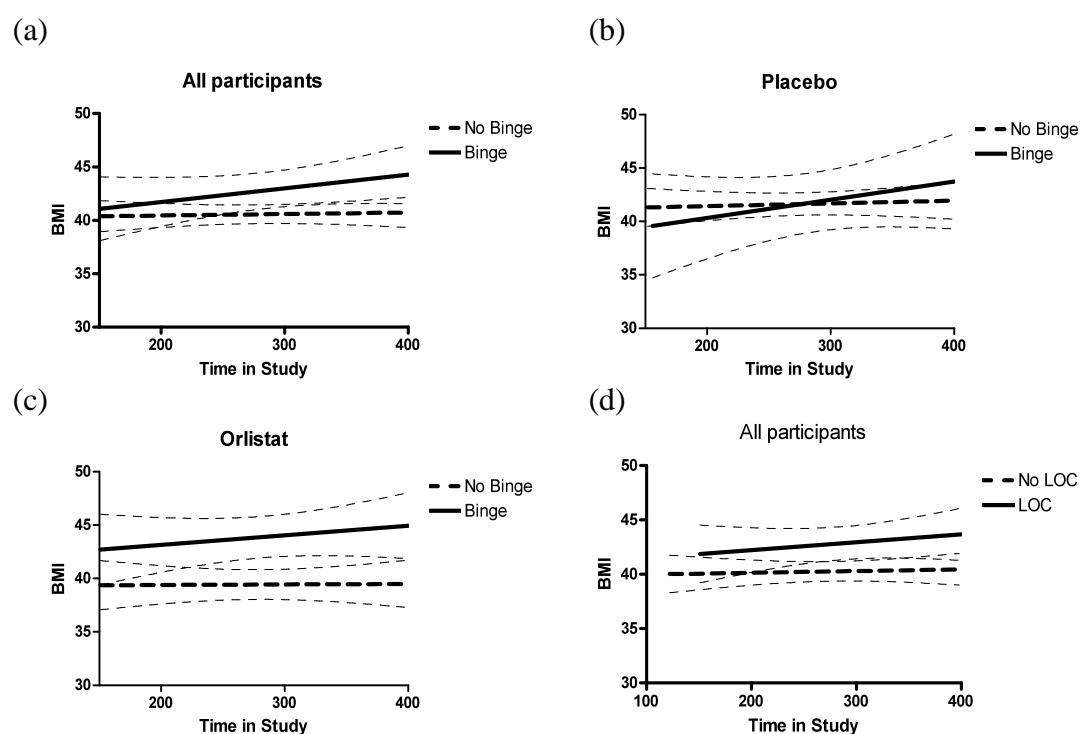 (a)
All participants
50
45
40
35
30
BMI
200
300
400
Time in Study
No Binge
Binge
(b)
Placebo
50
45
40
35
30
BMI
200
300
400
Time in Study
No Binge
Binge
(c)
Orlistat
50
45
40
35
30
BMI
200
300
400
Time in Study
No Binge
Binge
(d)
All participants
50
45
40
35
30
BMI
100
200
300
400
Time in Study
No LOC
LOC